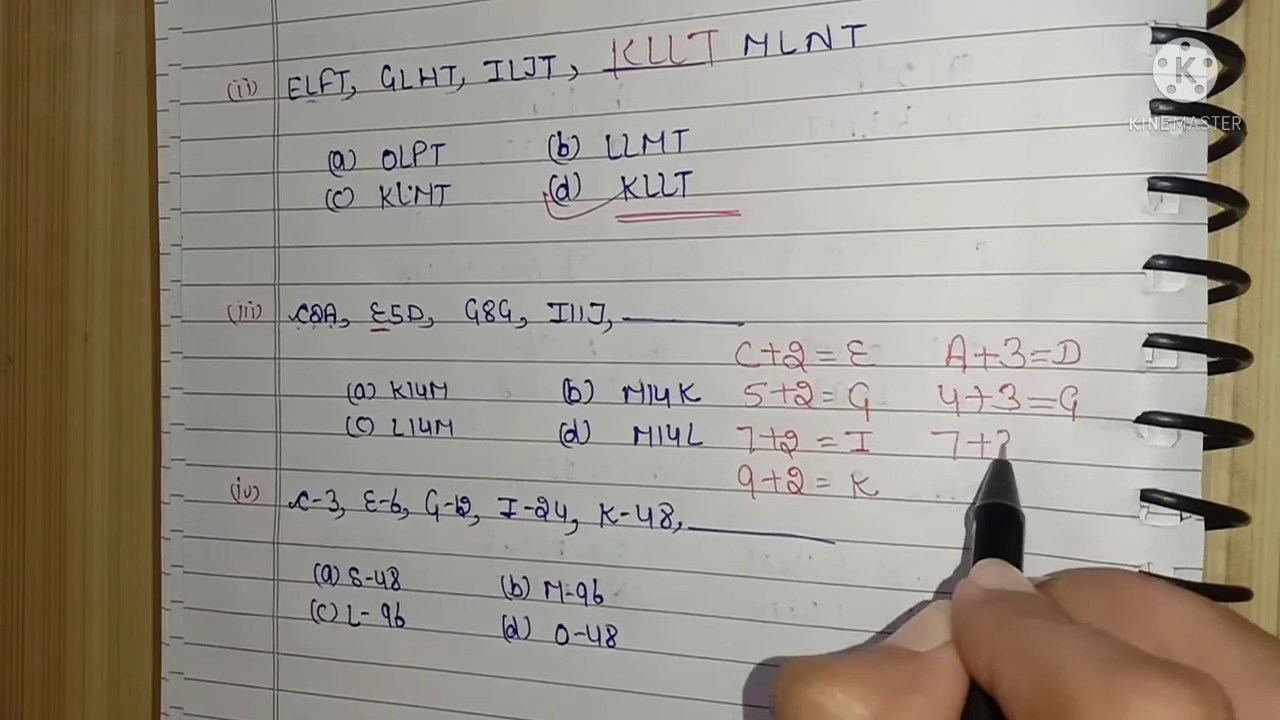 (ii) ELFT, GLHT, ILJT, KLLT MLNT
(a) OLPT (b) LLMT
(c) KLMT (d) KLLT
(iii) C2A, E5D, G8G, I11J, ______
(a) K14M (b) M14K
(c) L14M (d) M14L
C+2=E A+3=D
5+2=G 4+3=G
7+2=I 7+3
9+2=K
(iv) C-3, E-6, G-12, I-24, K-48, ______
(a) S-48 (b) M-96
(c) L-96 (d) O-48
K
KINEMASTER